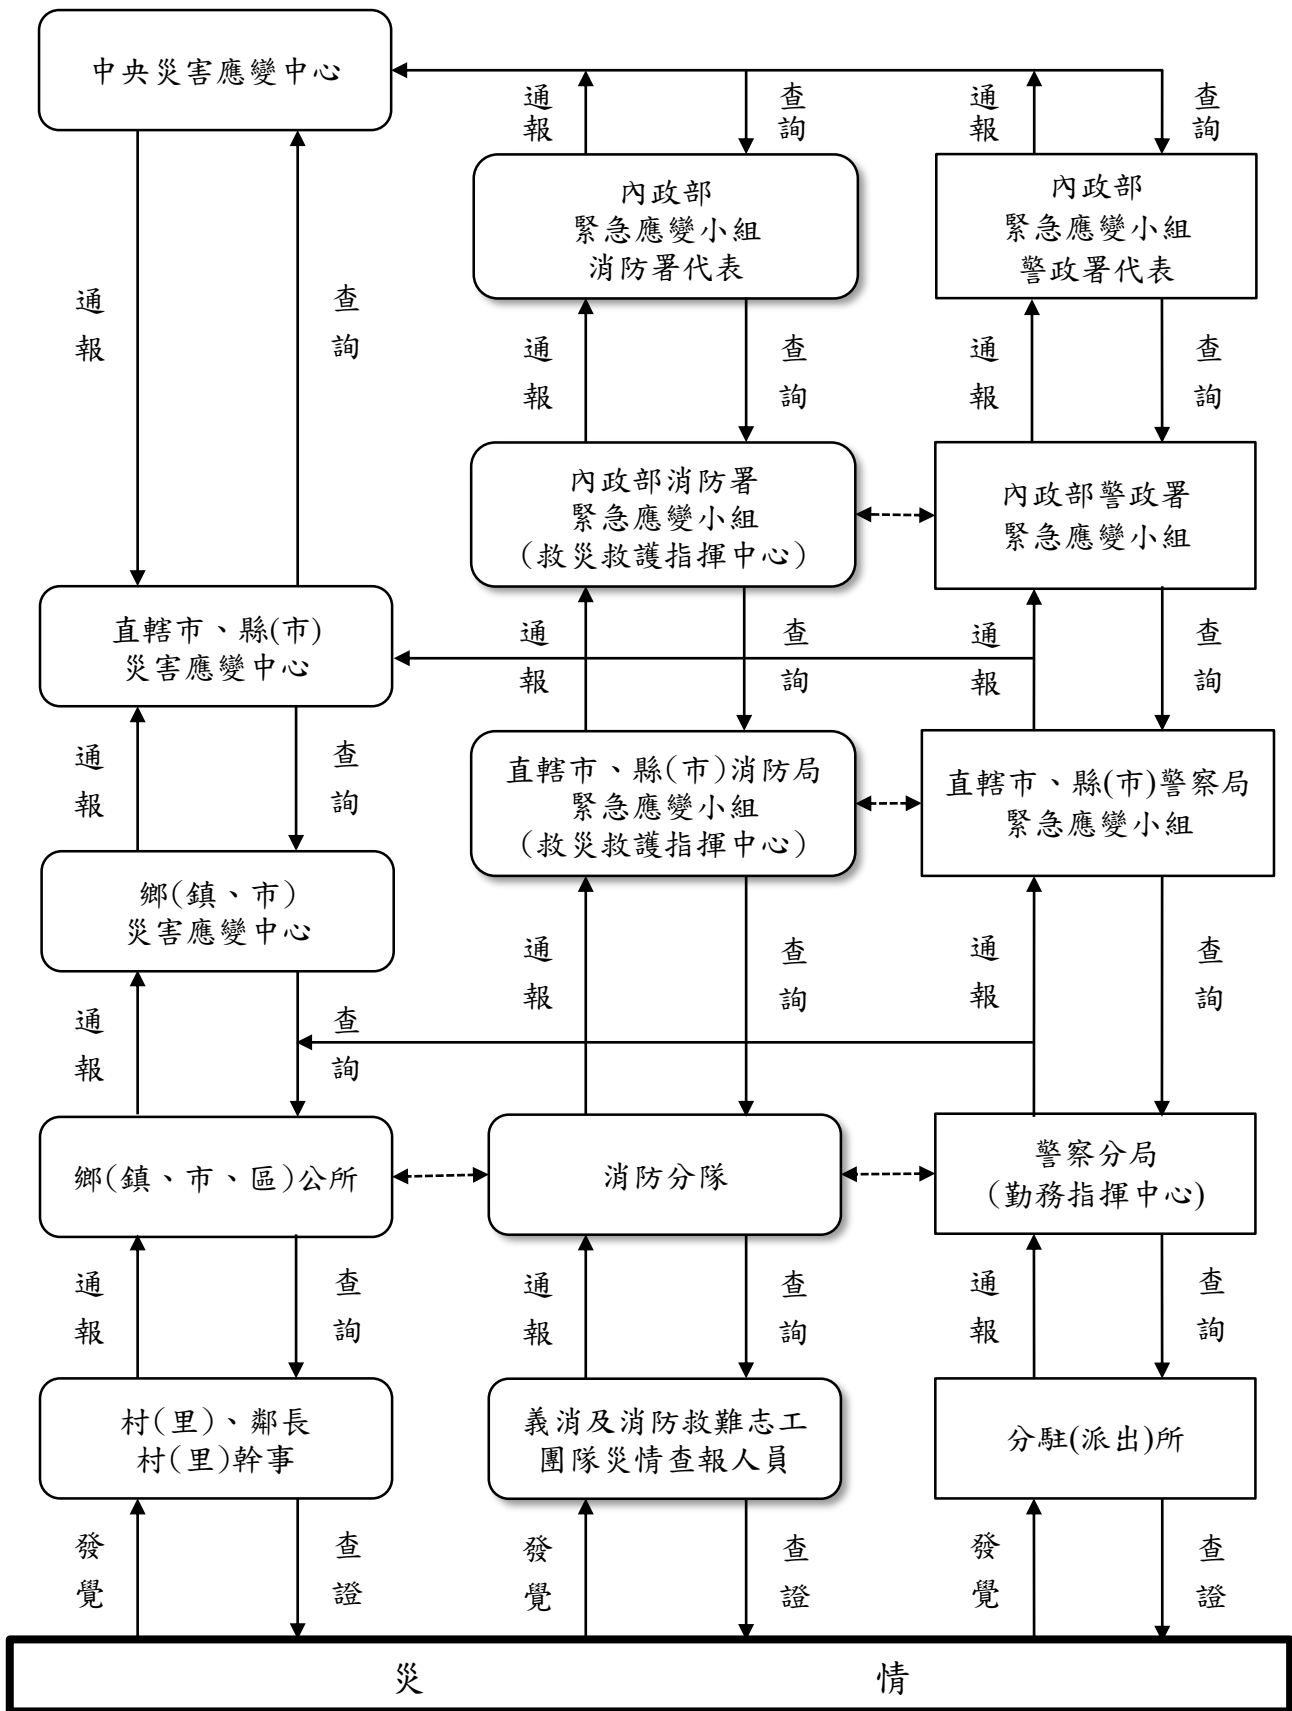 中央災害應變中心
通報
查詢
通報
查詢
內政部
緊急應變小組
消防署代表
內政部
緊急應變小組
警政署代表
通報
查詢
通報
查詢
通報
查詢
內政部消防署
緊急應變小組
(救災救護指揮中心)
內政部警政署
緊急應變小組
直轄市、縣(市)
災害應變中心
通報
查詢
通報
查詢
通報
查詢
直轄市、縣(市)消防局
緊急應變小組
(救災救護指揮中心)
直轄市、縣(市)警察局
緊急應變小組
鄉(鎮、市)
災害應變中心
通報
查詢
通報
查詢
通報
查詢
鄉(鎮、市、區)公所
消防分隊
警察分局
(勤務指揮中心)
通報
查詢
通報
查詢
通報
查詢
村(里)、鄰長
村(里)幹事
義消及消防救難志工
團隊災情查報人員
分駐(派出)所
發覺
查證
發覺
查證
發覺
查證
災情